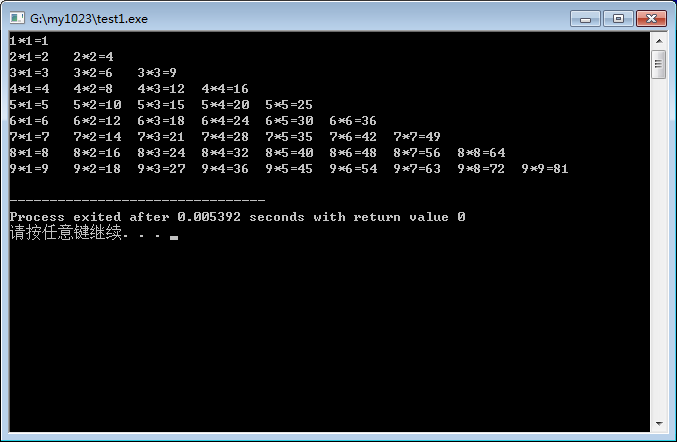 G:\my1023\test1.exe
1*1=1
2*1=2 2*2=4
3*1=3 3*2=6 3*3=9
4*1=4 4*2=8 4*3=12 4*4=16
5*1=5 5*2=10 5*3=15 5*4=20 5*5=25
6*1=6 6*2=12 6*3=18 6*4=24 6*5=30 6*6=36
7*1=7 7*2=14 7*3=21 7*4=28 7*5=35 7*6=42 7*7=49
8*1=8 8*2=16 8*3=24 8*4=32 8*5=40 8*6=48 8*7=56 8*8=64
9*1=9 9*2=18 9*3=27 9*4=36 9*5=45 9*6=54 9*7=63 9*8=72 9*9=81
--------------------------------
Process exited after 0.005392 seconds with return value 0
请按任意键继续. . .